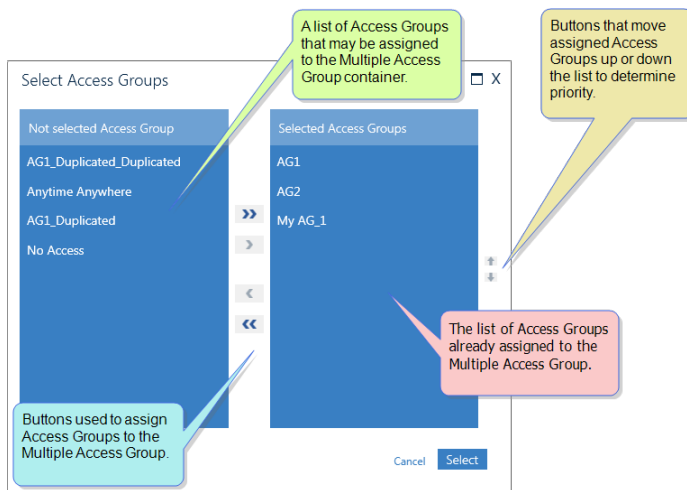 A list of Access Groups
that may be assigned
to the Multiple Access
Group container.
Buttons that move
assigned Access
Groups up or down
the list to determine
priority.
Select Access Groups
X
Not selected Access Group
AG1_Duplicated_Duplicated
Anytime Anywhere
AG1_Duplicated
No Access
Selected Access Groups
AG1
AG2
My AG_1
The list of Access Groups
already assigned to the
Multiple Access Group.
Buttons used to assign
Access Groups to the
Multiple Access Group.
Cancel
Select